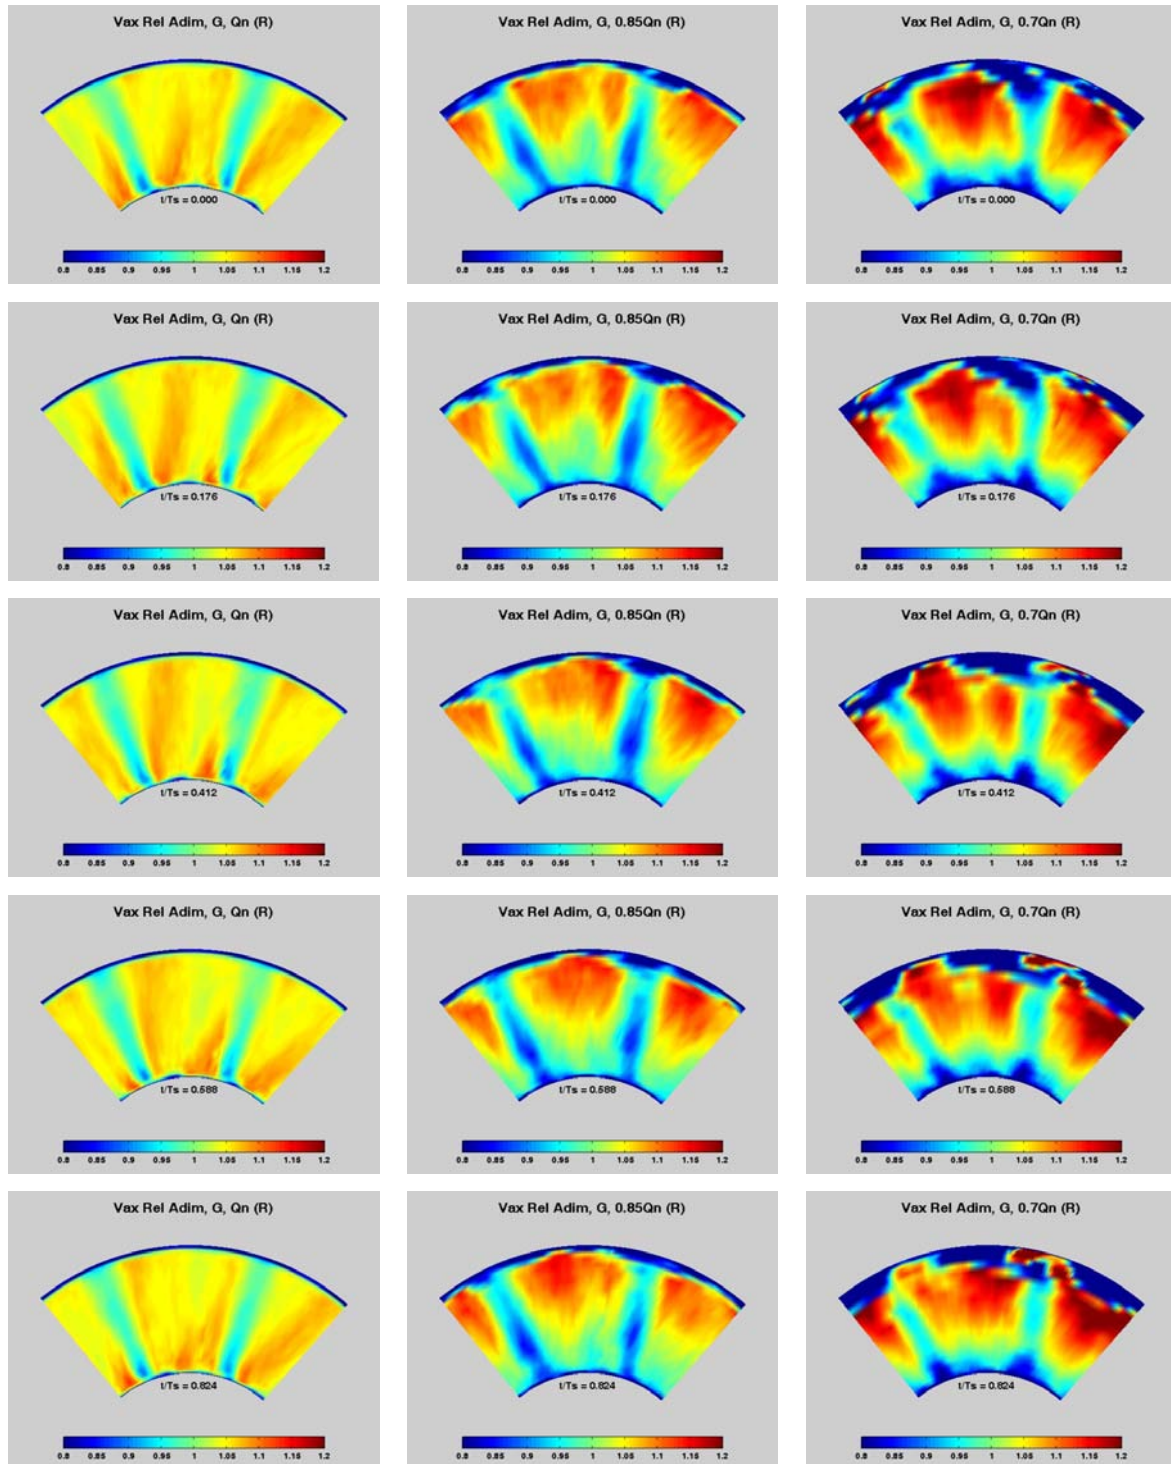 Vax Rel Adim, G, Qn (R)
Vax Rel Adim, G, 0.85Qn (R)
Vax Rel Adim, G, 0.7Qn (R)
t/Ts = 0.000
t/Ts = 0.000
t/Ts = 0.000
0.8 0.85 0.9 0.95 1 1.05 1.1 1.15 1.2
0.8 0.85 0.9 0.95 1 1.05 1.1 1.15 1.2
0.8 0.85 0.9 0.95 1 1.05 1.1 1.15 1.2
Vax Rel Adim, G, Qn (R)
Vax Rel Adim, G, 0.85Qn (R)
Vax Rel Adim, G, 0.7Qn (R)
t/Ts = 0.176
t/Ts = 0.176
t/Ts = 0.176
0.8 0.85 0.9 0.95 1 1.05 1.1 1.15 1.2
0.8 0.85 0.9 0.95 1 1.05 1.1 1.15 1.2
0.8 0.85 0.9 0.95 1 1.05 1.1 1.15 1.2
Vax Rel Adim, G, Qn (R)
Vax Rel Adim, G, 0.85Qn (R)
Vax Rel Adim, G, 0.7Qn (R)
t/Ts = 0.412
t/Ts = 0.412
t/Ts = 0.412
0.8 0.85 0.9 0.95 1 1.05 1.1 1.15 1.2
0.8 0.85 0.9 0.95 1 1.05 1.1 1.15 1.2
0.8 0.85 0.9 0.95 1 1.05 1.1 1.15 1.2
Vax Rel Adim, G, Qn (R)
Vax Rel Adim, G, 0.85Qn (R)
Vax Rel Adim, G, 0.7Qn (R)
t/Ts = 0.588
t/Ts = 0.588
t/Ts = 0.588
0.8 0.85 0.9 0.95 1 1.05 1.1 1.15 1.2
0.8 0.85 0.9 0.95 1 1.05 1.1 1.15 1.2
0.8 0.85 0.9 0.95 1 1.05 1.1 1.15 1.2
Vax Rel Adim, G, Qn (R)
Vax Rel Adim, G, 0.85Qn (R)
Vax Rel Adim, G, 0.7Qn (R)
t/Ts = 0.824
t/Ts = 0.824
t/Ts = 0.824
0.8 0.85 0.9 0.95 1 1.05 1.1 1.15 1.2
0.8 0.85 0.9 0.95 1 1.05 1.1 1.15 1.2
0.8 0.85 0.9 0.95 1 1.05 1.1 1.15 1.2